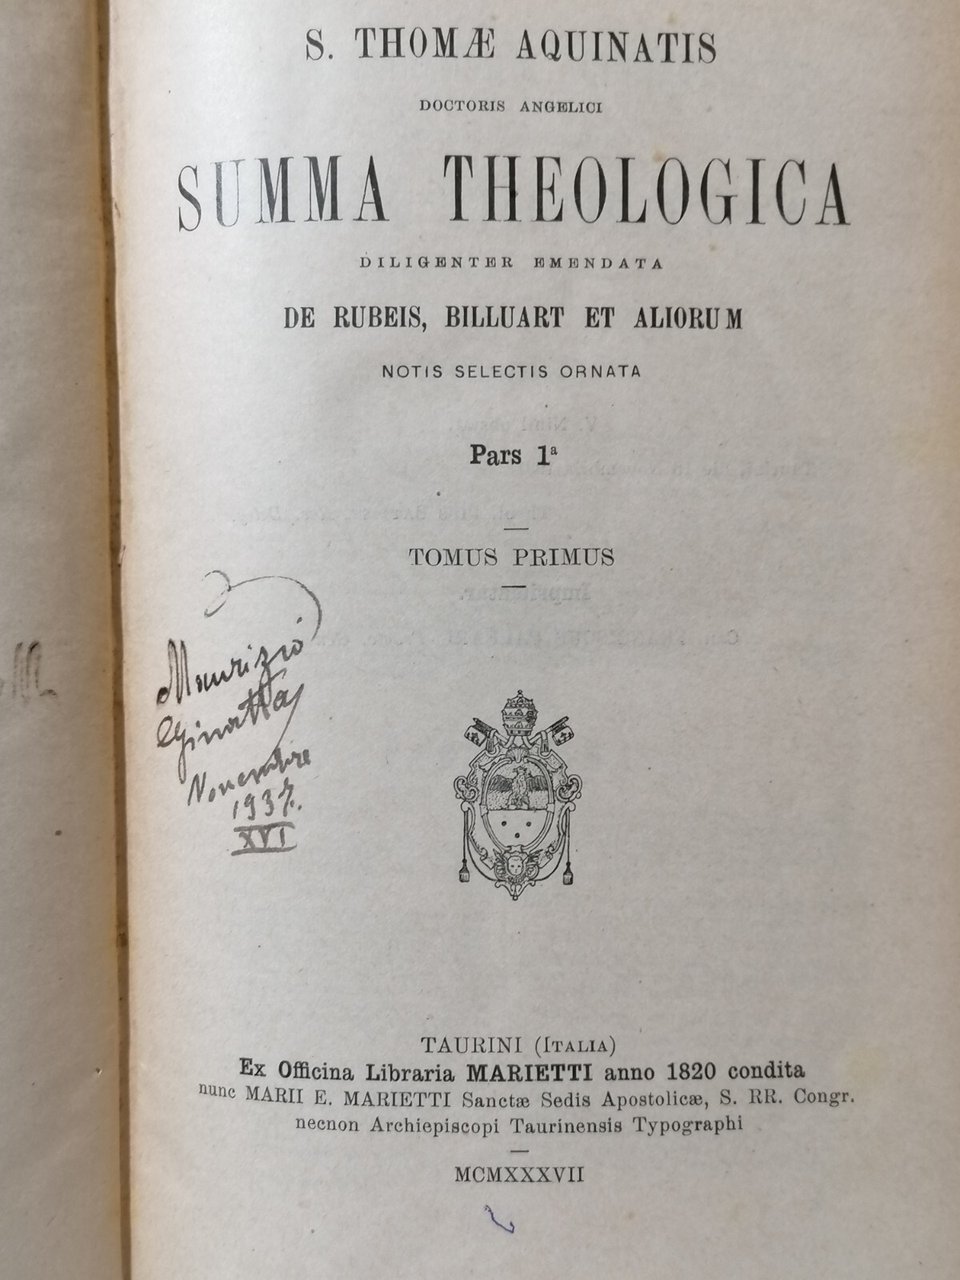 S. THOMÆ AQUINATIS
DOCTORIS ANGELICI
SUMMA THEOLOGICA
DILIGENTER EMENDATA
DE RUBEIS, BILLUART ET ALIORUM
NOTIS SELECTIS ORNATA
Pars 1ª
TOMUS PRIMUS
Maurizio
Ginatta
Novembre
1937.
XVI
TAURINI (ITALIA)
Ex Officina Libraria MARIETTI anno 1820 condita
nunc MARII E. MARIETTI Sanctæ Sedis Apostolicæ, S. RR. Congr.
necnon Archiepiscopi Taurinensis Typographi
MCMXXXVII